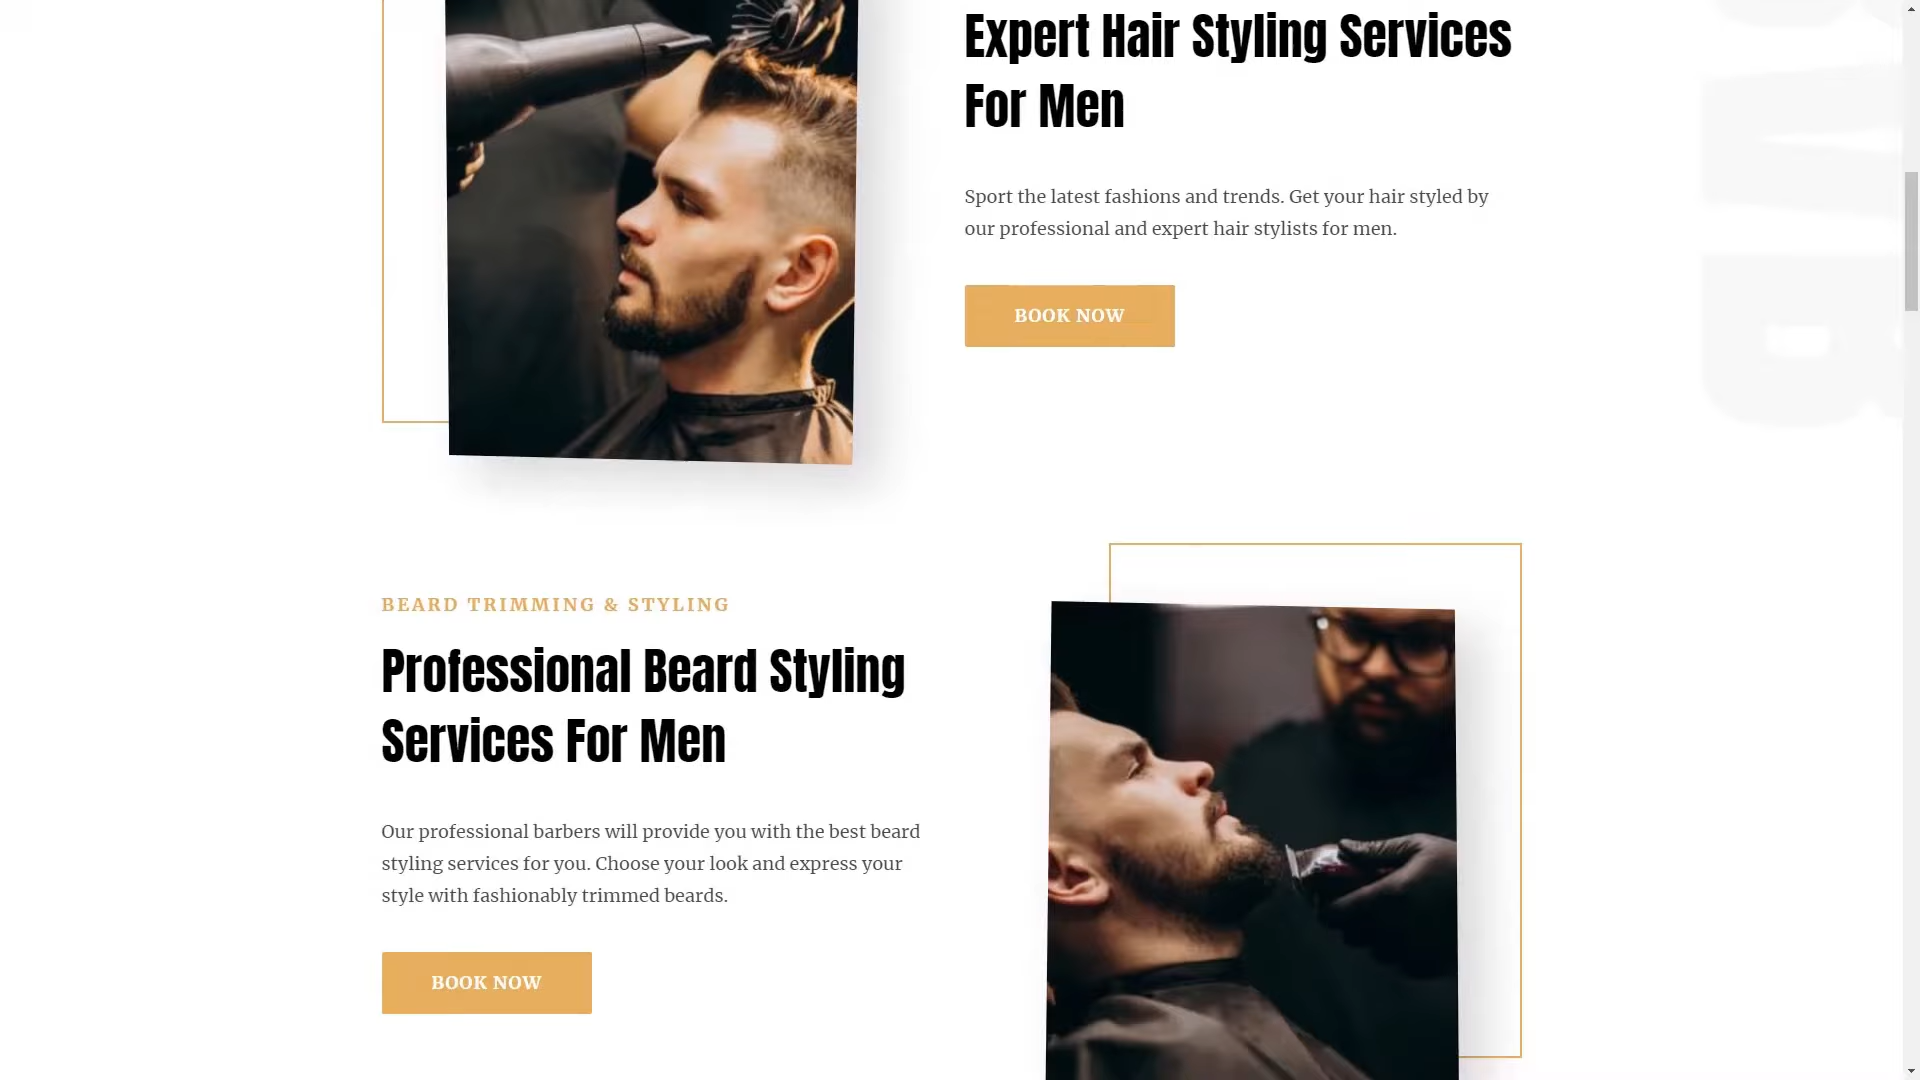 Expert Hair Styling Services
For Men
Sport the latest fashions and trends. Get your hair styled by
our professional and expert hair stylists for men.
BOOK NOW
BEARD TRIMMING & STYLING
Professional Beard Styling
Services For Men
Our professional barbers will provide you with the best beard
styling services for you. Choose your look and express your
style with fashionably trimmed beards.
BOOK NOW